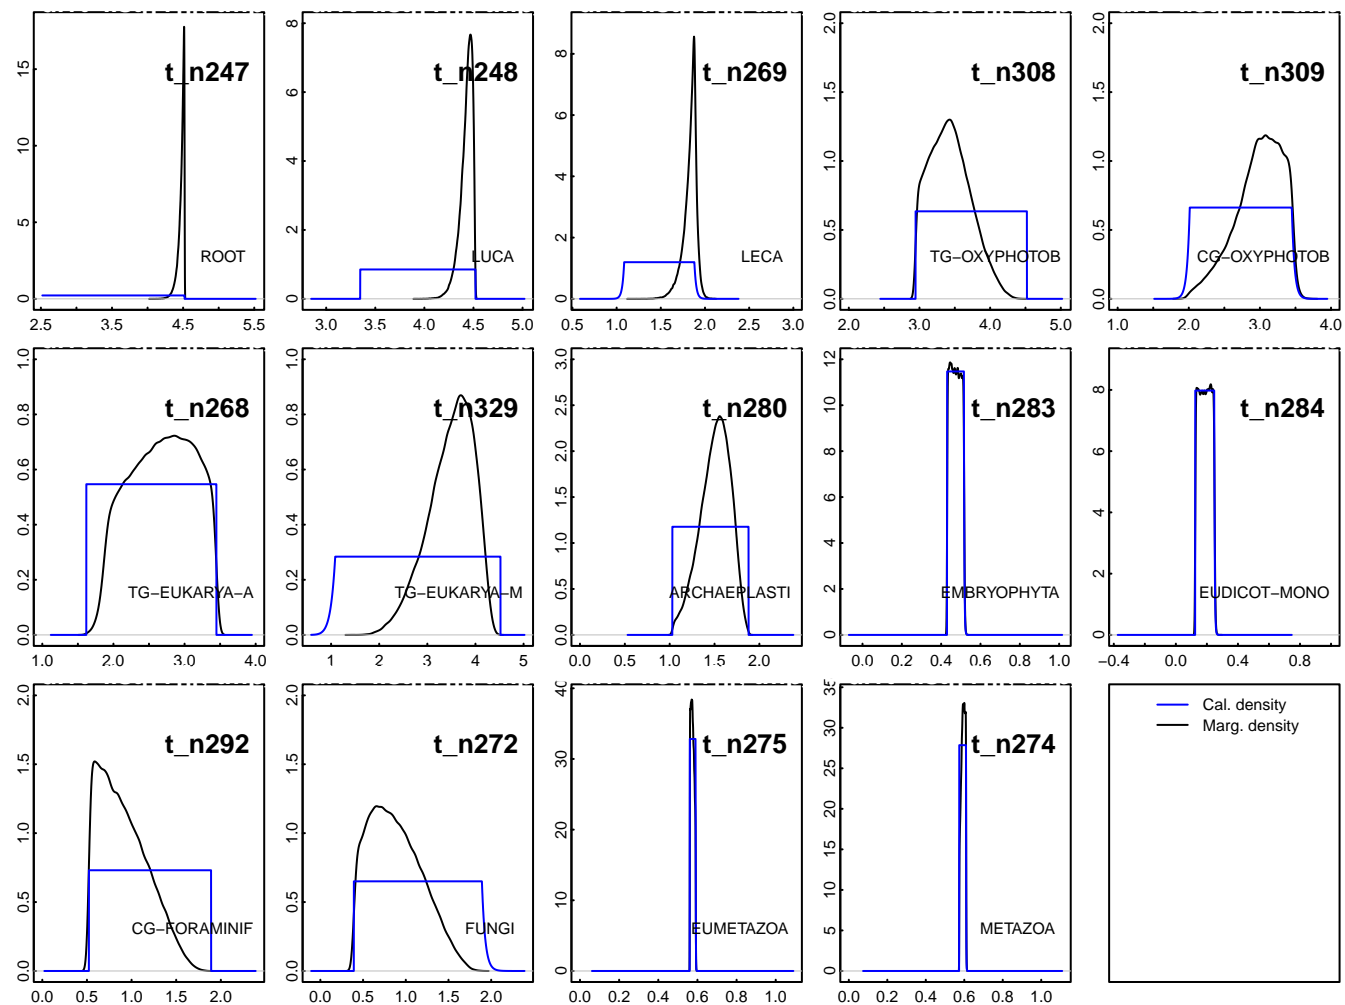 t_n247
ROOT
0 5 10 15
2.5 3.5 4.5 5.5
t_n248
LUCA
0 2 4 6 8
3.0 3.5 4.0 4.5 5.0
t_n269
LECA
0 2 4 6 8
0.5 1.0 1.5 2.0 2.5 3.0
t_n308
TG−OXYPHOTOB
0.0 0.5 1.0 1.5 2.0
2.0 3.0 4.0 5.0
t_n309
CG−OXYPHOTOB
0.0 0.5 1.0 1.5 2.0
1.0 2.0 3.0 4.0
t_n268
TG−EUKARYA−A
0.0 0.2 0.4 0.6 0.8 1.0
1.0 2.0 3.0 4.0
t_n329
TG−EUKARYA−M
0.0 0.2 0.4 0.6 0.8 1.0
1 2 3 4 5
t_n280
ARCHAEPLASTI
0.0 0.5 1.0 1.5 2.0 2.5 3.0
0.0 0.5 1.0 1.5 2.0
t_n283
EMBRYOPHYTA
0 2 4 6 8 10 12
0.0 0.2 0.4 0.6 0.8 1.0
t_n284
EUDICOT−MONO
0 2 4 6 8
−0.4 0.0 0.4 0.8
t_n292
CG−FORAMINIF
0.0 0.5 1.0 1.5 2.0
0.0 0.5 1.0 1.5 2.0
t_n272
FUNGI
0.0 0.5 1.0 1.5 2.0
0.0 0.5 1.0 1.5 2.0
t_n275
EUMETAZOA
0 10 20 30 40
0.0 0.2 0.4 0.6 0.8 1.0
t_n274
METAZOA
0 5 10 15 20 25 30 35
0.0 0.2 0.4 0.6 0.8 1.0
Cal. density
Marg. density